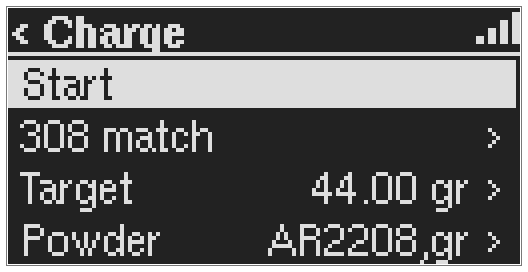 < Charge
Start
308 match >
Target 44.00 gr >
Powder AR2208,gr >